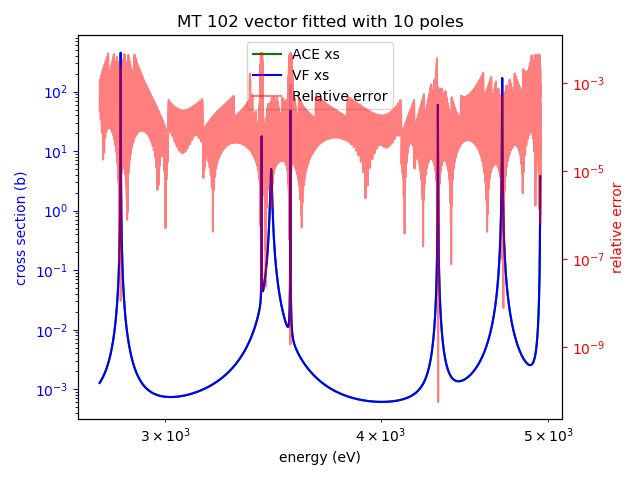 MT 102 vector fitted with 10 poles
ACE xs
VF xs
Relative error
cross section (b)
10²
10¹
10⁰
10⁻¹
10⁻²
10⁻³
10⁻³
10⁻⁵
10⁻⁷
10⁻⁹
relative error
3 × 10³
4 × 10³
5 × 10³
energy (eV)